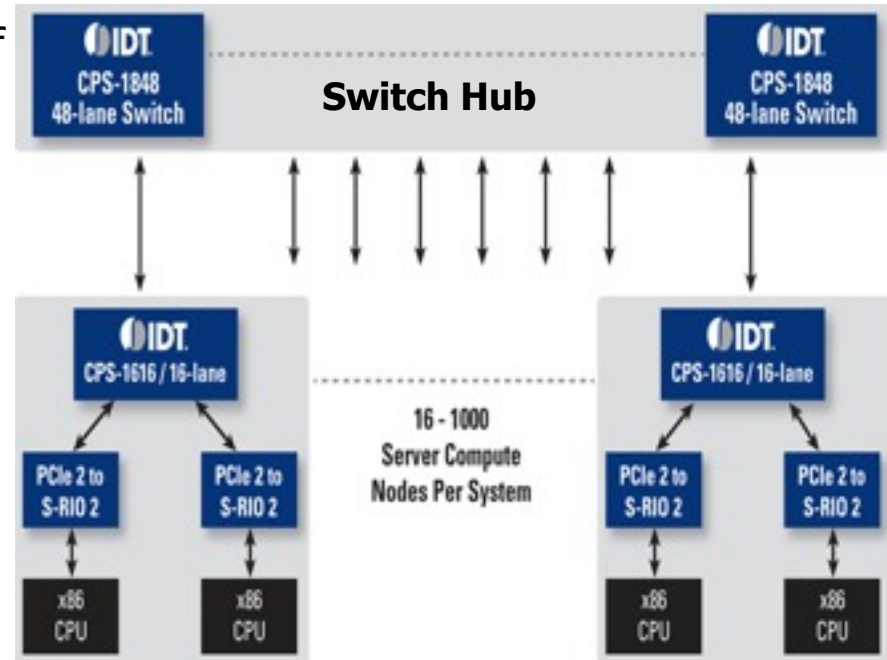 IDT
CPS-1848
48-lane Switch
Switch Hub
IDT
CPS-1848
48-lane Switch
IDT
CPS-1616 / 16-lane
PCIe 2 to
S-RIO 2
PCIe 2 to
S-RIO 2
x86
CPU
x86
CPU
16 - 1000
Server Compute
Nodes Per System
IDT
CPS-1616 / 16-lane
PCIe 2 to
S-RIO 2
PCIe 2 to
S-RIO 2
x86
CPU
x86
CPU